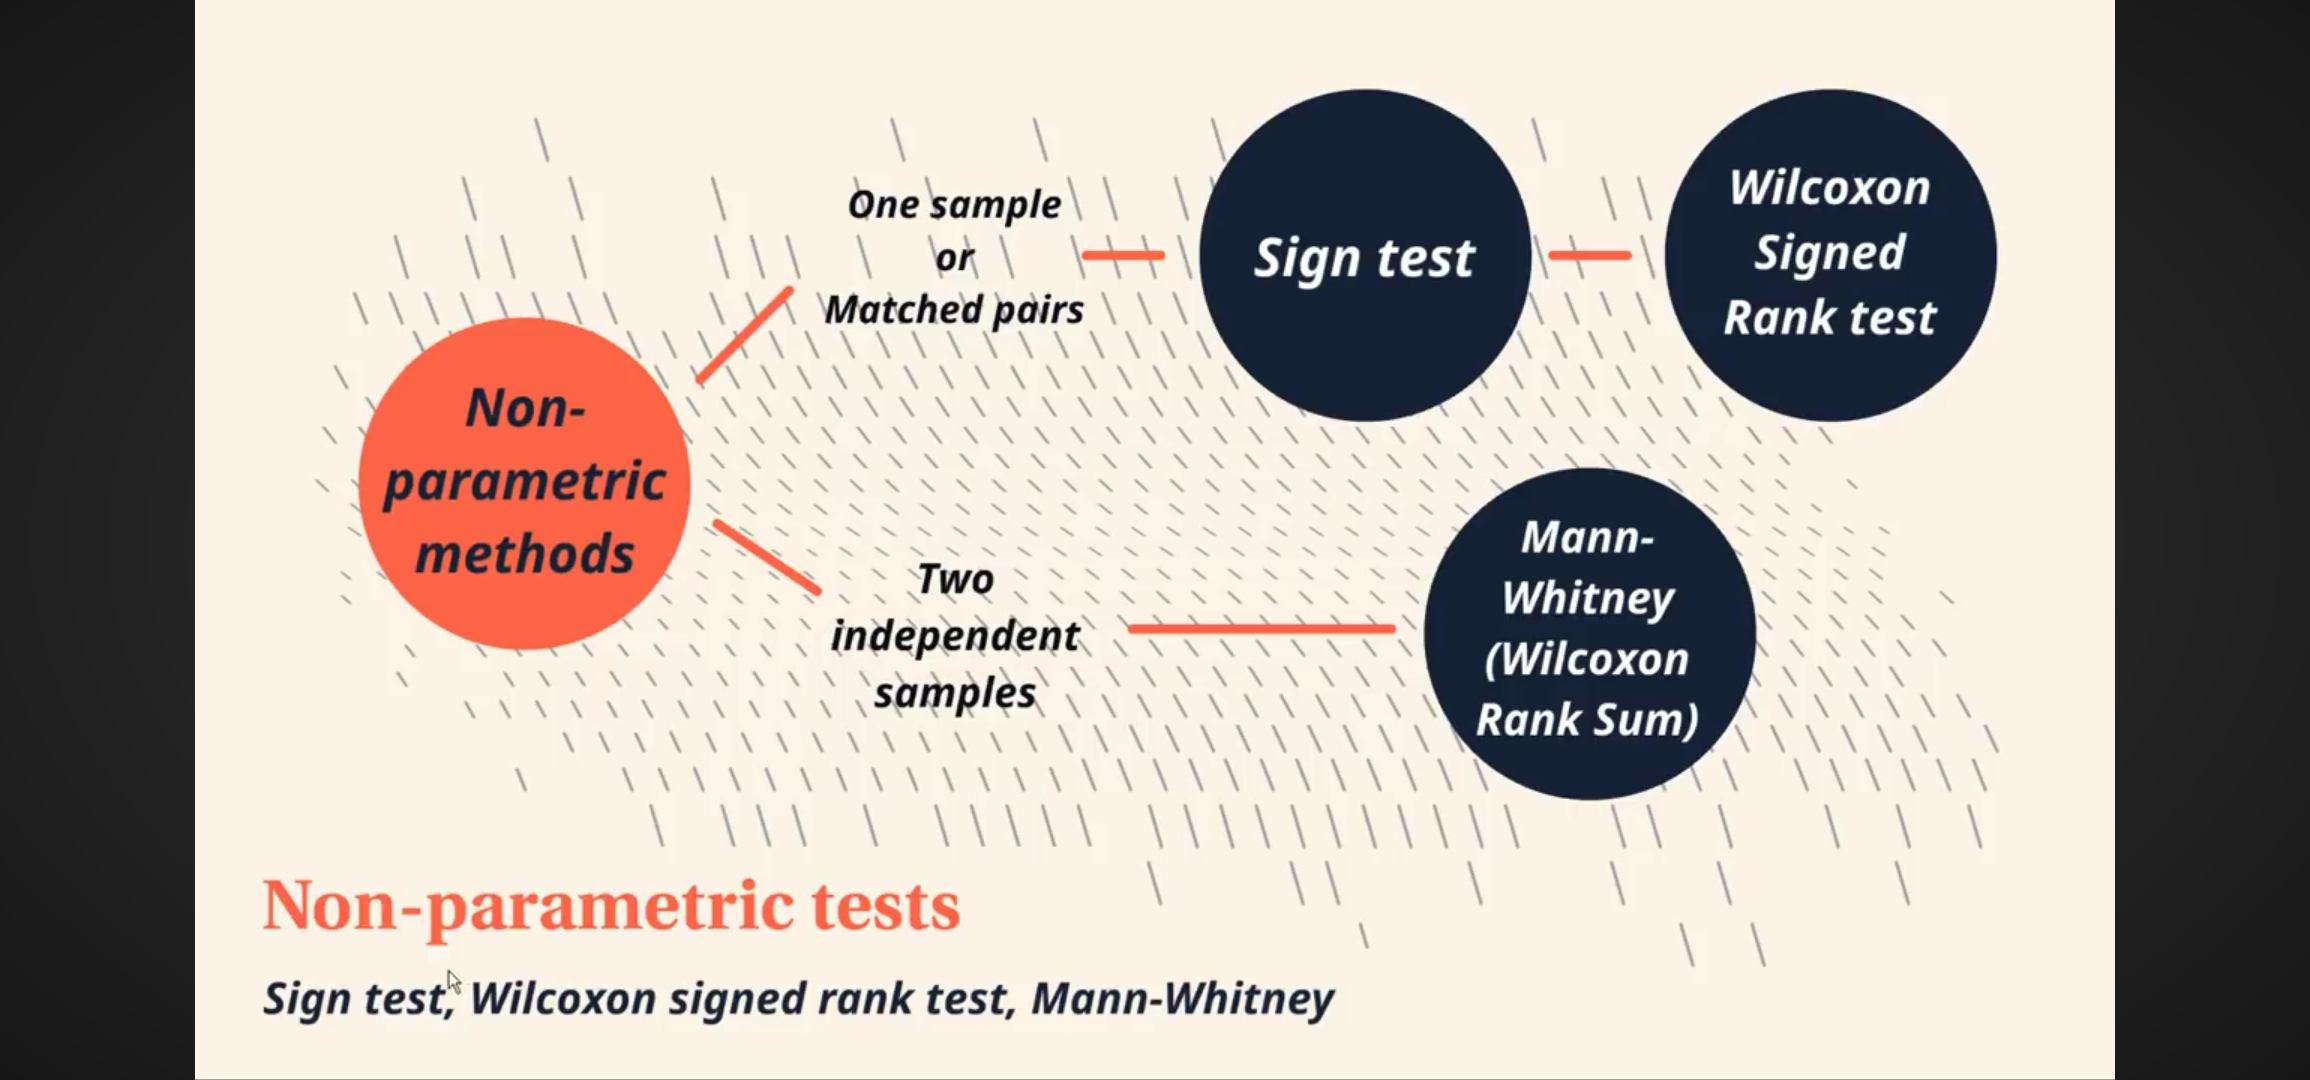 One sample
or
Matched pairs
Sign test
Wilcoxon
Signed
Rank test
Non-
parametric
methods
Two
independent
samples
Mann-
Whitney
(Wilcoxon
Rank Sum)
Non-parametric tests
Sign test, Wilcoxon signed rank test, Mann-Whitney